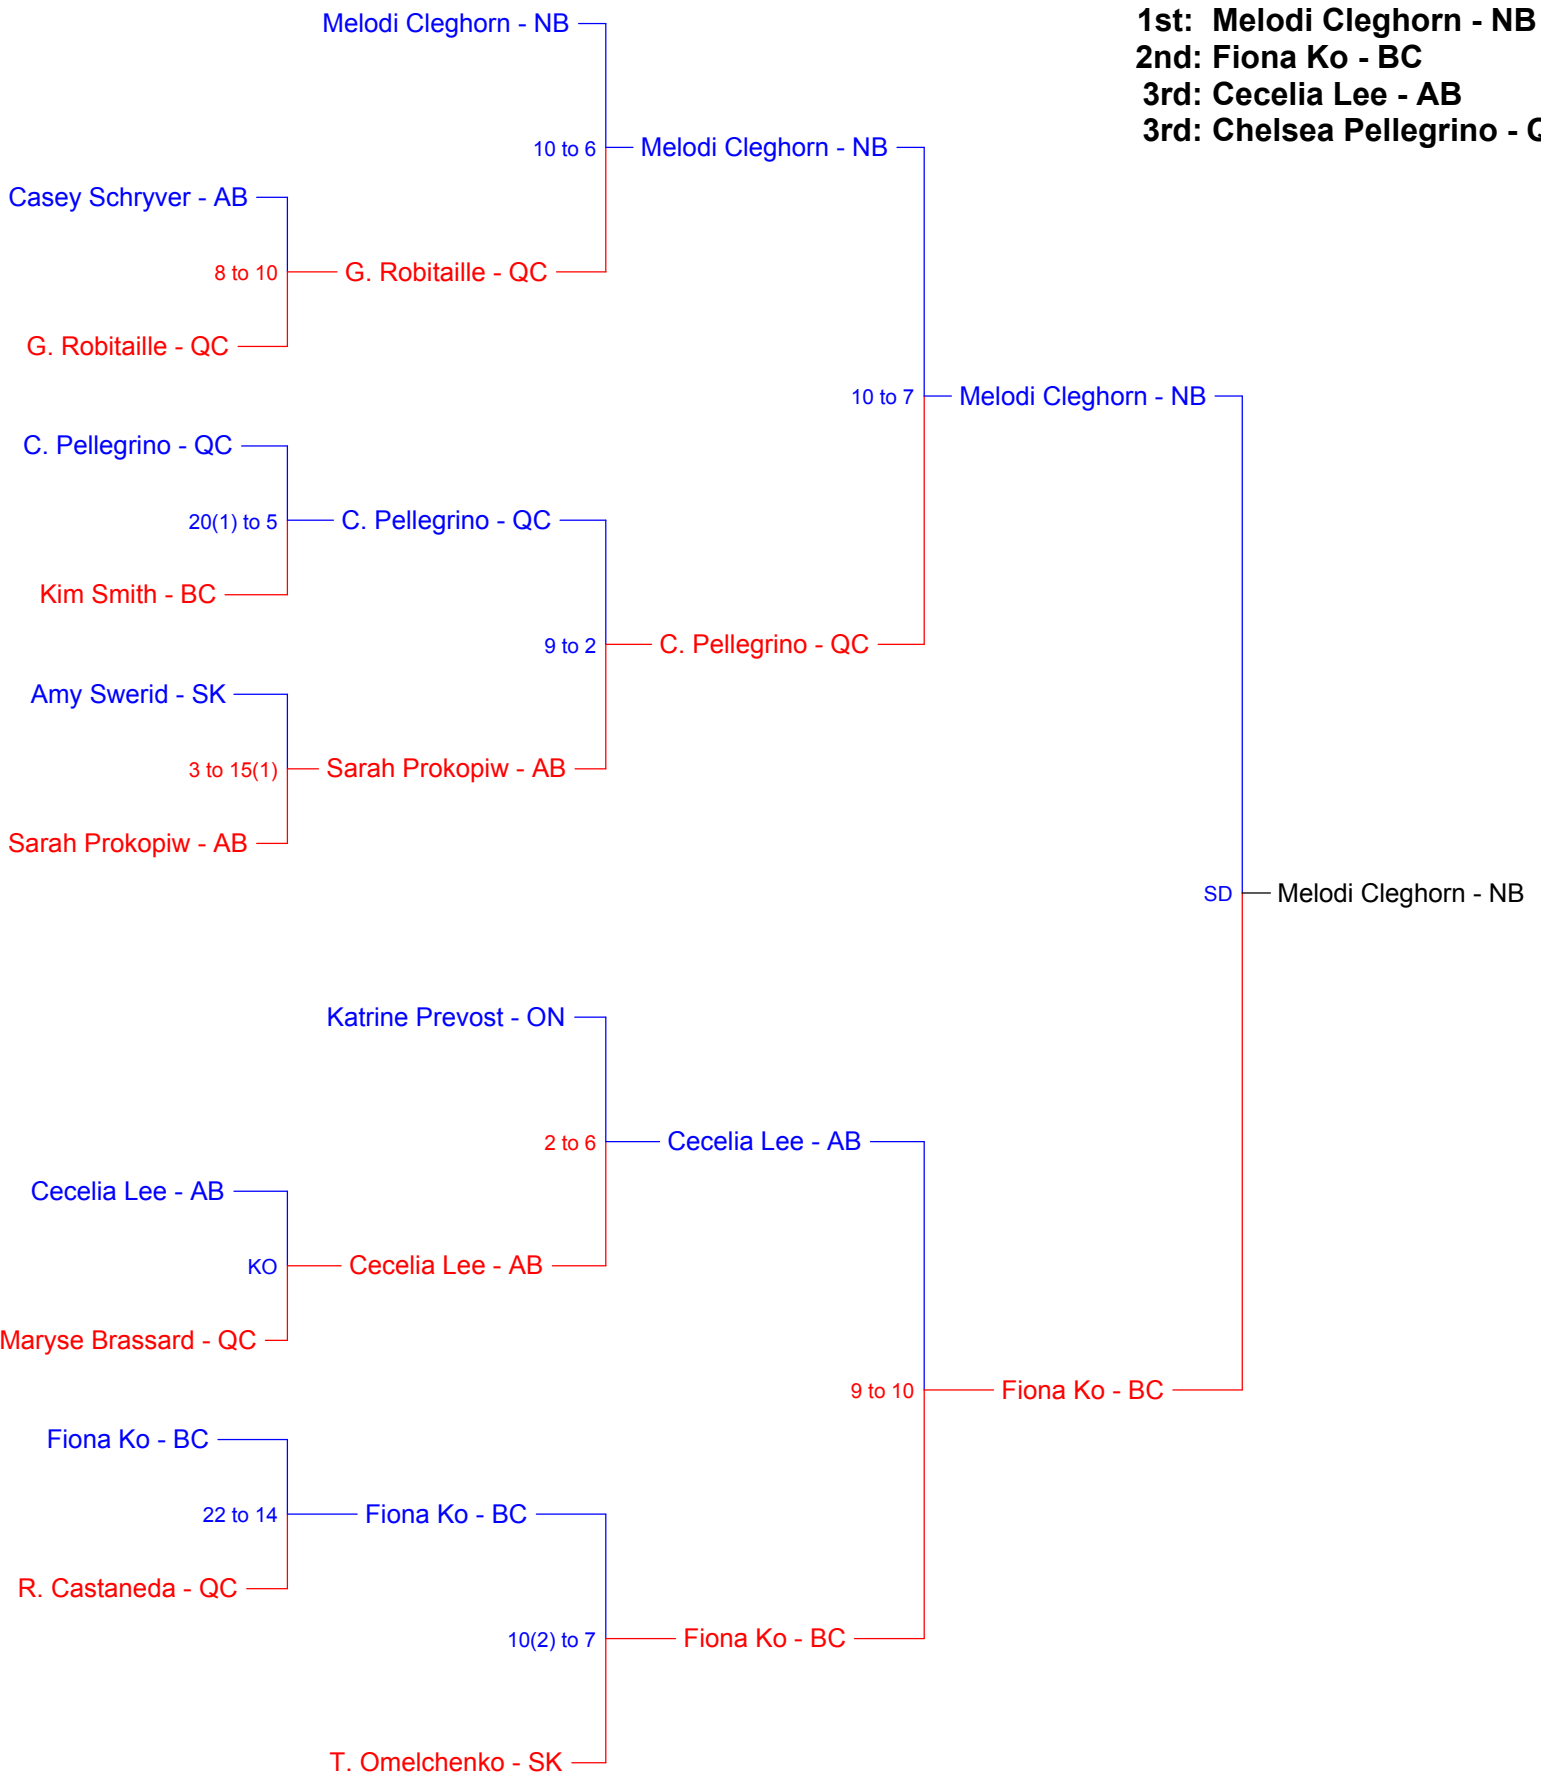 Melodi Cleghorn - NB
1st: Melodi Cleghorn - NB
2nd: Fiona Ko - BC
3rd: Cecelia Lee - AB
3rd: Chelsea Pellegrino - Q
10 to 6
Melodi Cleghorn - NB
Casey Schryver - AB
8 to 10
G. Robitaille - QC
G. Robitaille - QC
10 to 7
Melodi Cleghorn - NB
C. Pellegrino - QC
20(1) to 5
C. Pellegrino - QC
Kim Smith - BC
9 to 2
C. Pellegrino - QC
Amy Swerid - SK
3 to 15(1)
Sarah Prokopiw - AB
Sarah Prokopiw - AB
SD
Melodi Cleghorn - NB
Katrine Prevost - ON
2 to 6
Cecelia Lee - AB
Cecelia Lee - AB
KO
Cecelia Lee - AB
Maryse Brassard - QC
9 to 10
Fiona Ko - BC
Fiona Ko - BC
22 to 14
Fiona Ko - BC
R. Castaneda - QC
10(2) to 7
Fiona Ko - BC
T. Omelchenko - SK